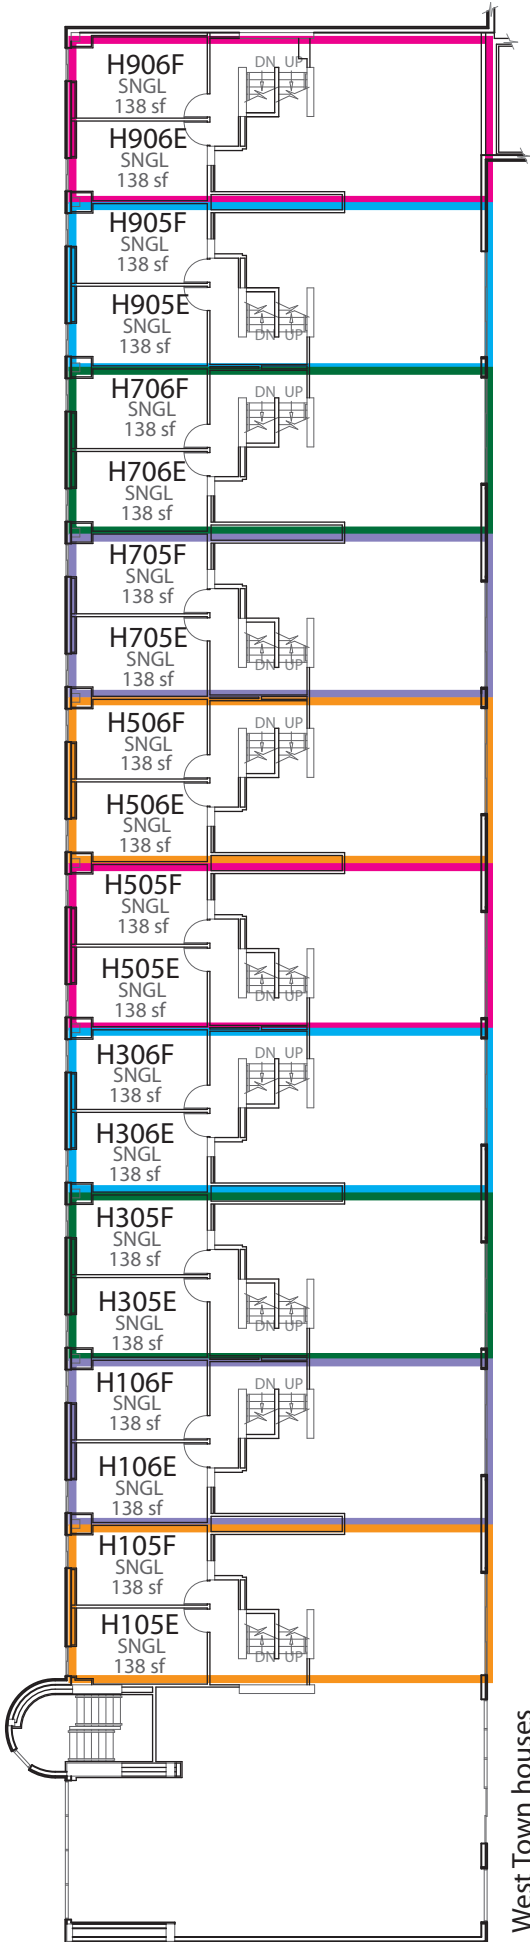 H906F
SNGL
138 sf
DN UP
H906E
SNGL
138 sf
H905F
SNGL
138 sf
H905E
SNGL
138 sf
DN UP
H706F
SNGL
138 sf
DN UP
H706E
SNGL
138 sf
H705F
SNGL
138 sf
H705E
SNGL
138 sf
DN UP
H506F
SNGL
138 sf
DN UP
H506E
SNGL
138 sf
H505F
SNGL
138 sf
H505E
SNGL
138 sf
DN UP
H306F
SNGL
138 sf
DN UP
H306E
SNGL
138 sf
H305F
SNGL
138 sf
H305E
SNGL
138 sf
DN UP
H106F
SNGL
138 sf
DN UP
H106E
SNGL
138 sf
H105F
SNGL
138 sf
H105E
SNGL
138 sf
DN UP
West Town houses